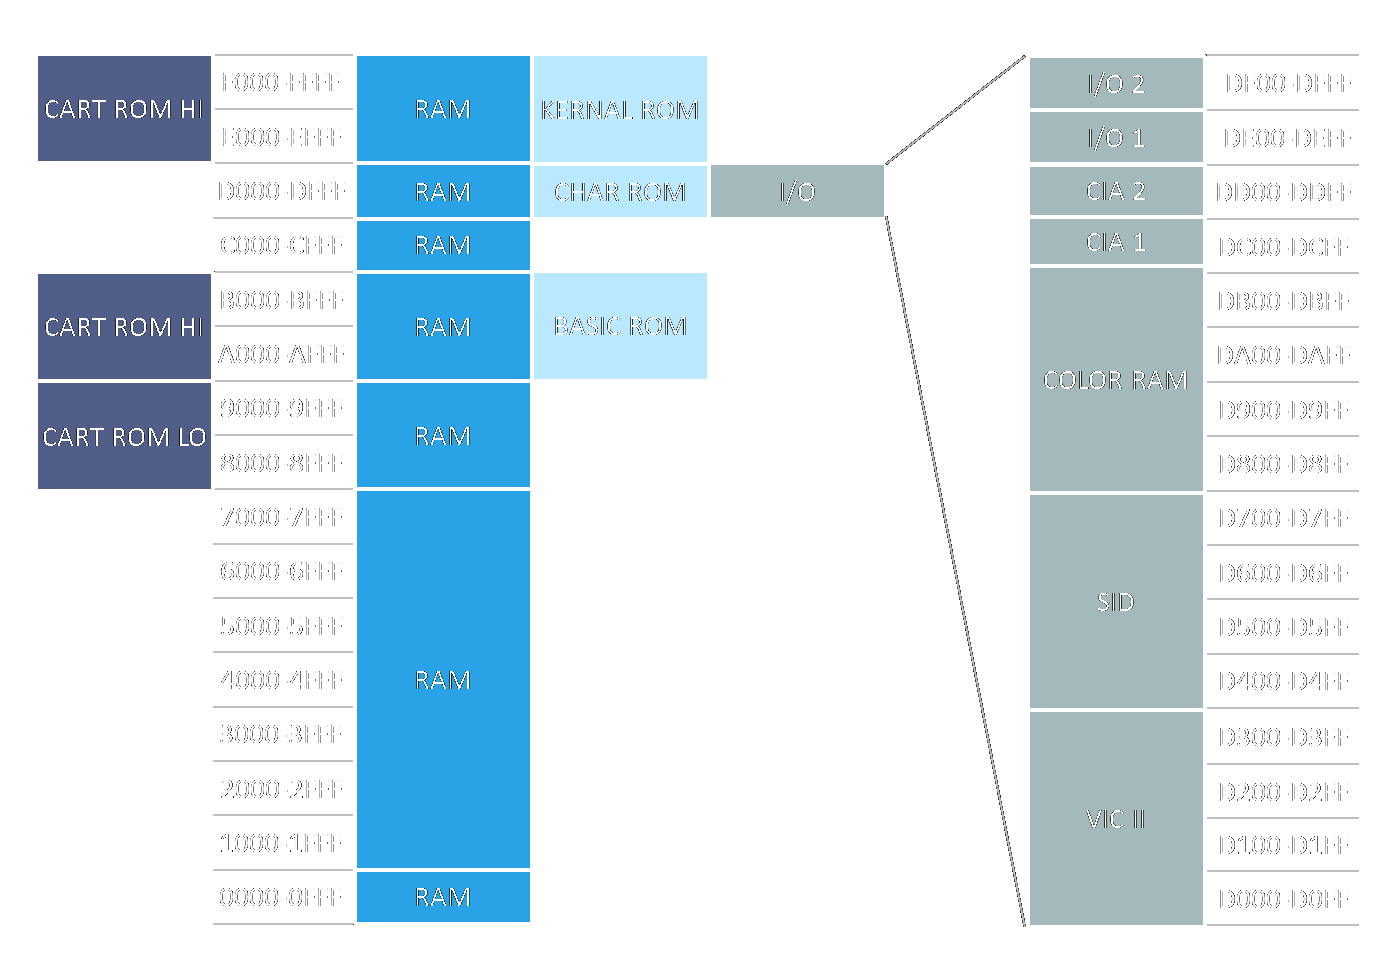 CART ROM HI F000-FFFF RAM KERNAL ROM
E000-EFFF
D000-DFFF RAM CHAR ROM I/O
C000-CFFF RAM
CART ROM HI B000-BFFF RAM BASIC ROM
A000-AFFF
CART ROM LO 9000-9FFF RAM
8000-8FFF
7000-7FFF
6000-6FFF
5000-5FFF
4000-4FFF RAM
3000-3FFF
2000-2FFF
1000-1FFF
0000-0FFF RAM
I/O 2 DF00-DFFF
I/O 1 DE00-DEFF
CIA 2 DD00-DDFF
CIA 1 DC00-DCFF
DB00-DBFF
COLOR RAM DA00-DAFF
D900-D9FF
D800-D8FF
D700-D7FF
D600-D6FF
SID D500-D5FF
D400-D4FF
D300-D3FF
D200-D2FF
VIC II D100-D1FF
D000-D0FF